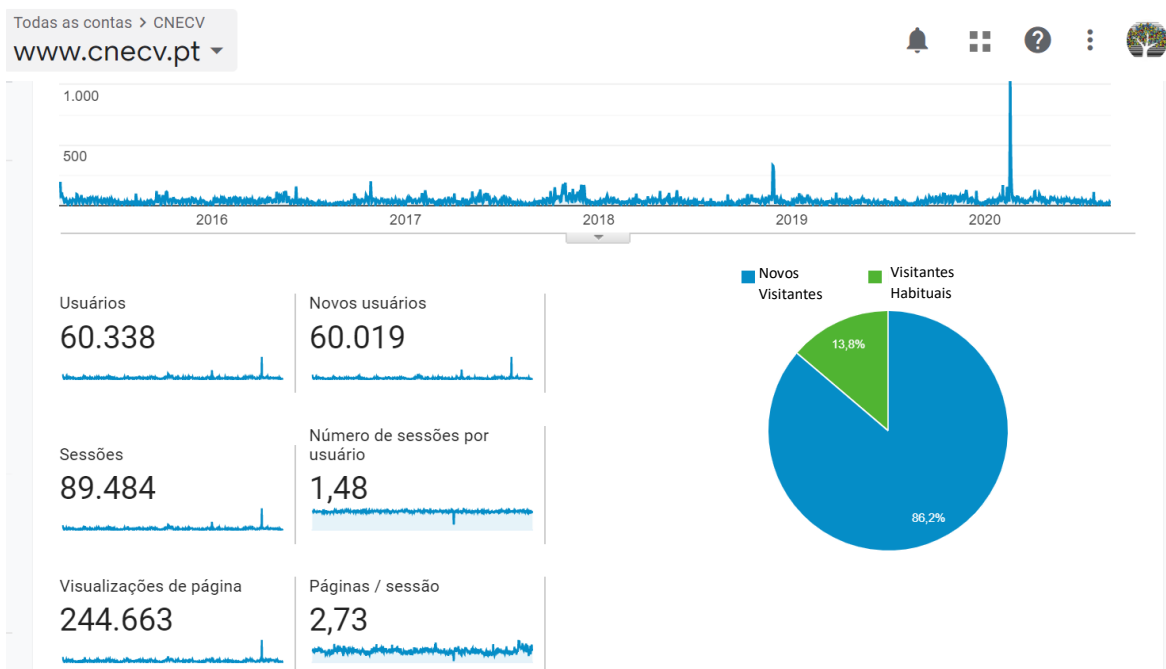 Todas as contas > CNECV
www.cnecv.pt
1.000
500
2016 2017 2018 2019 2020
Novos
Visitantes
Visitantes
Habituais
13,8%
86,2%
Usuários
60.338
Novos usuários
60.019
Sessões
89.484
Número de sessões por
usuário
1,48
Visualizações de página
244.663
Páginas / sessão
2,73